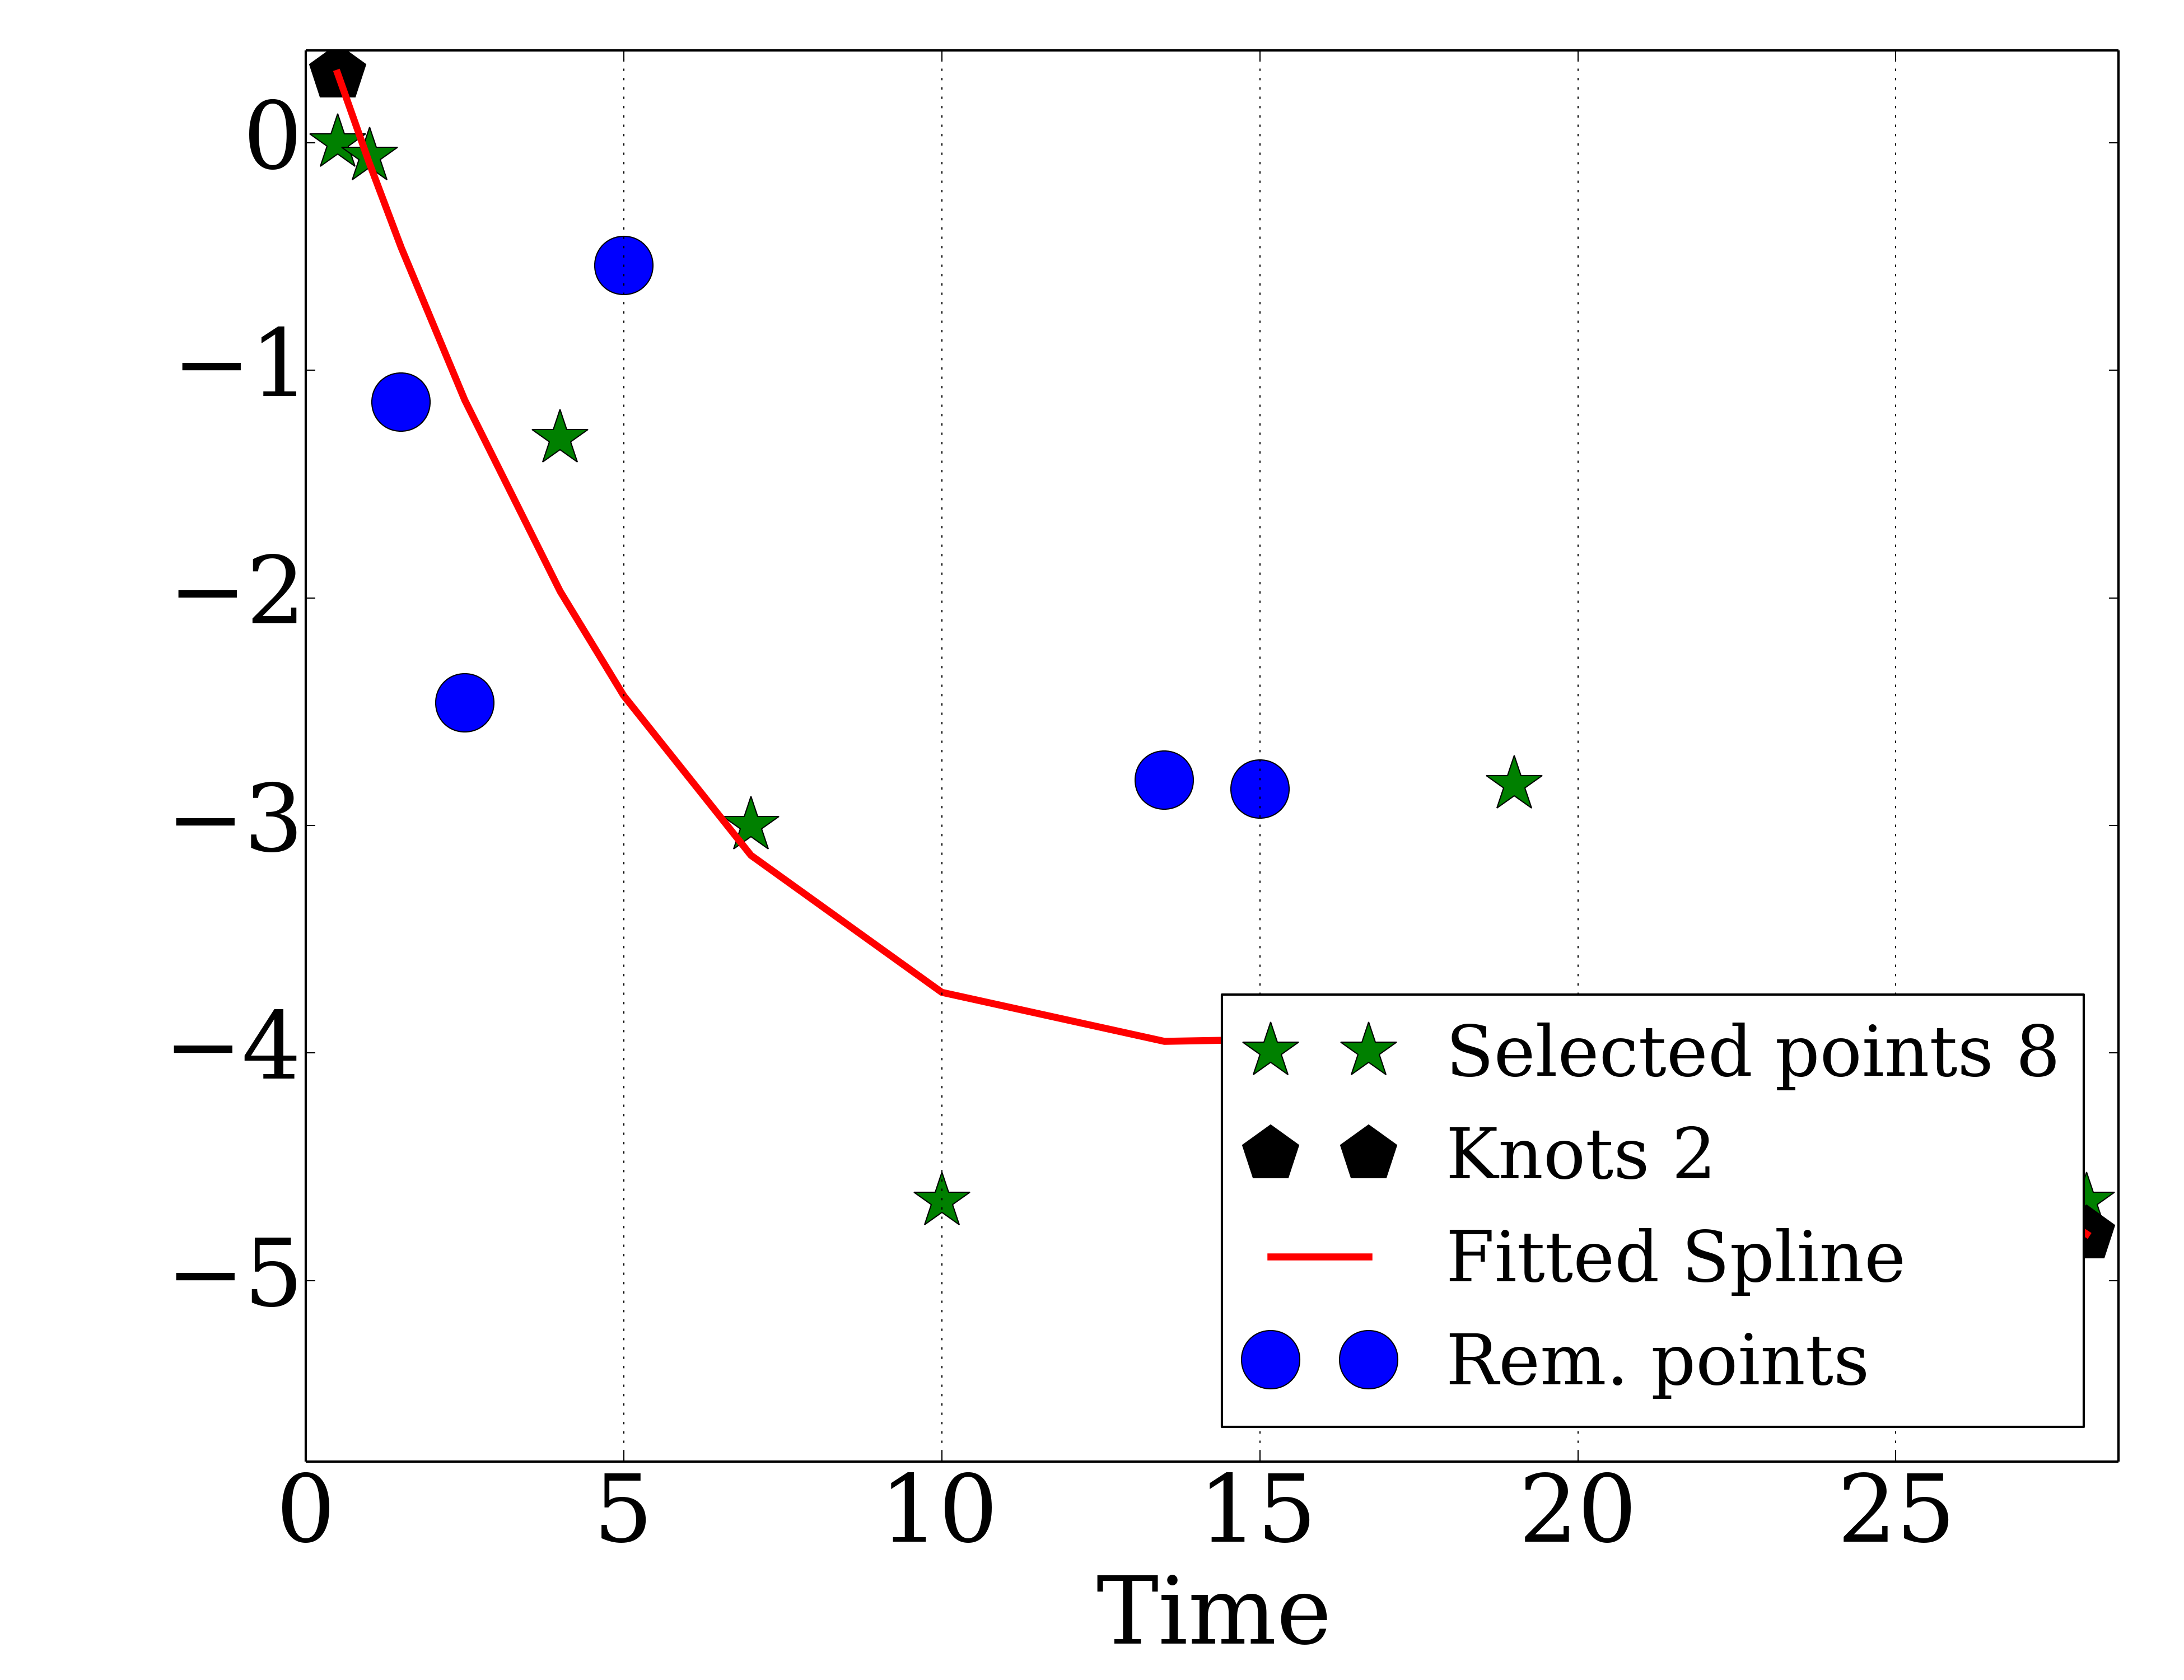 0
−1
−2
−3
−4
−5
0 5 10 15 20 25
Time
Selected points 8
Knots 2
Fitted Spline
Rem. points